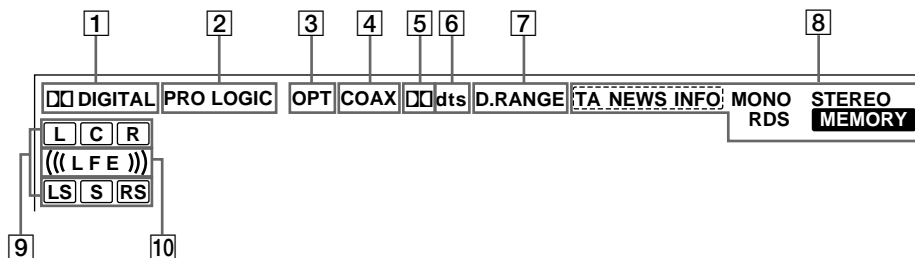 1 2 3 4 5 6 7 8
DIGITAL PRO LOGIC OPT COAX dts D.RANGE TA NEWS INFO MONO STEREO
RDS MEMORY
L C R
((( L F E )))
LS S RS
9 10